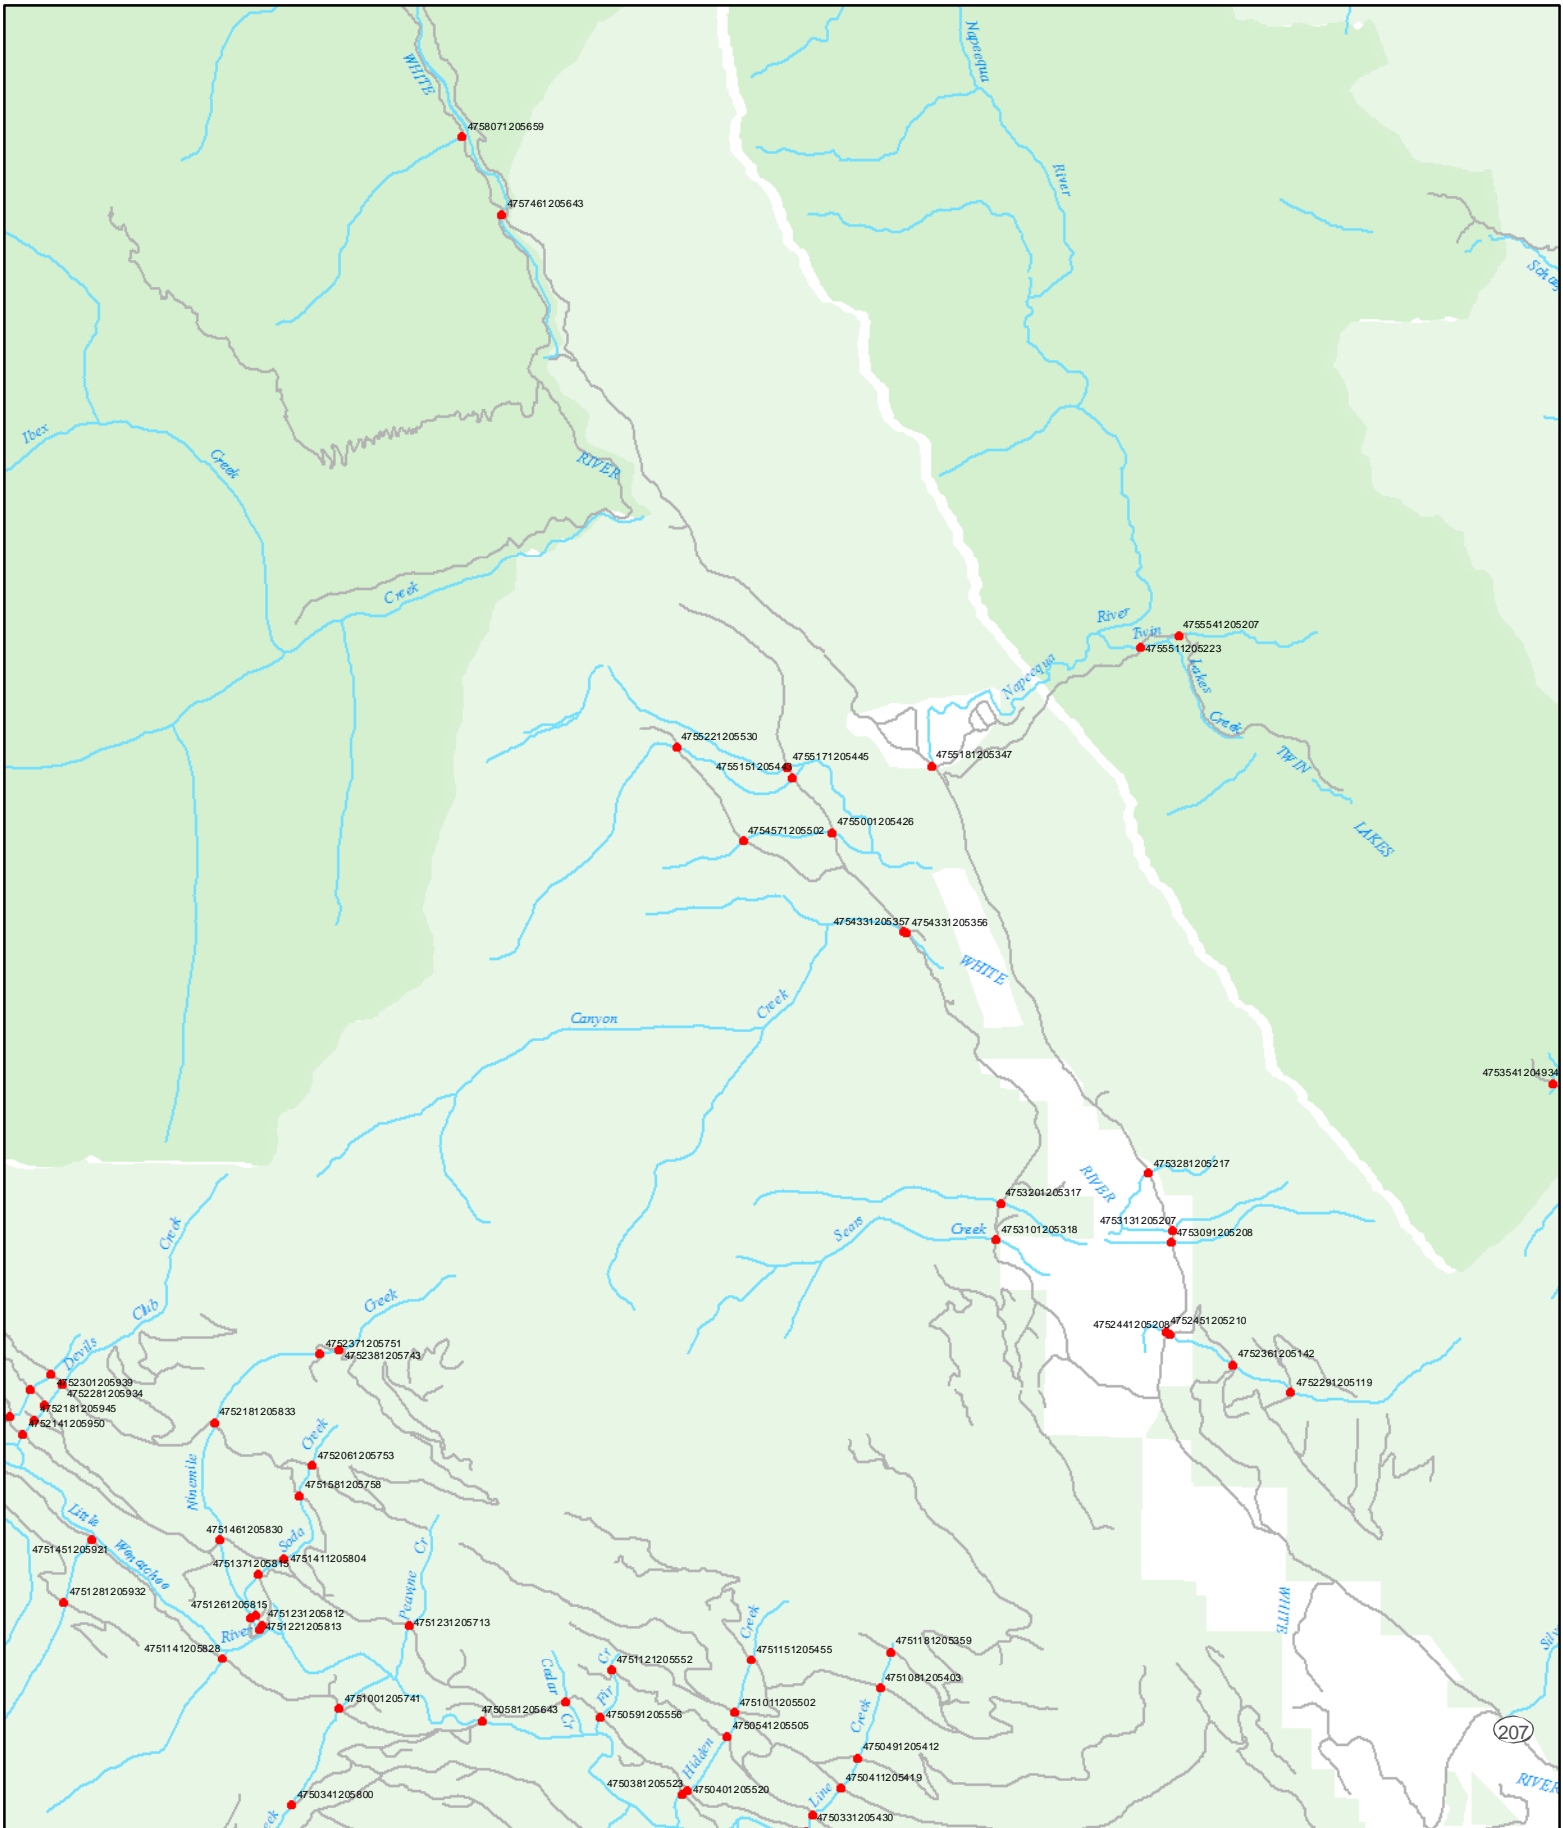 WHITE
Napeequa
4758071205659
River
4757461205643
Ibex
Creek
RIVER
Creek
River
Twin
4755541205207
4755511205223
Lakes
Napeequa
Creek
TWIN
LAKES
4755221205530
4755171205445
4755151205443
4755181205347
4754571205502
4755001205426
4754331205357
4754331205356
WHITE
Canyon
Creek
4753541204934
RIVER
4753281205217
4753201205317
4753131205207
Sears
Creek
4753101205318
4753091205208
Creek
Club
Devils
Creek
4752441205208
4752451205210
4752371205751
4752381205743
4752361205142
4752301205939
4752281205934
4752291205119
4752181205945
4752181205833
4752141205950
Creek
4752061205753
Ninemile
4751581205758
Little
Wenatchee
Soda
4751461205830
4751451205921
Cr
4751411205804
4751371205815
4751281205932
Peavine
WHITE
4751261205815
4751231205812
4751221205813
4751231205713
River
Creek
4751141205828
4751181205359
4751151205455
Cr
4751121205552
Cedar
4751081205403
Fir
4751001205741
4751011205502
4750591205556
4750581205643
Cr
Creek
207
4750541205505
Hidden
4750491205412
4750381205523
4750401205520
4750411205419
Line
RIVER
4750341205800
4750331205430
eek